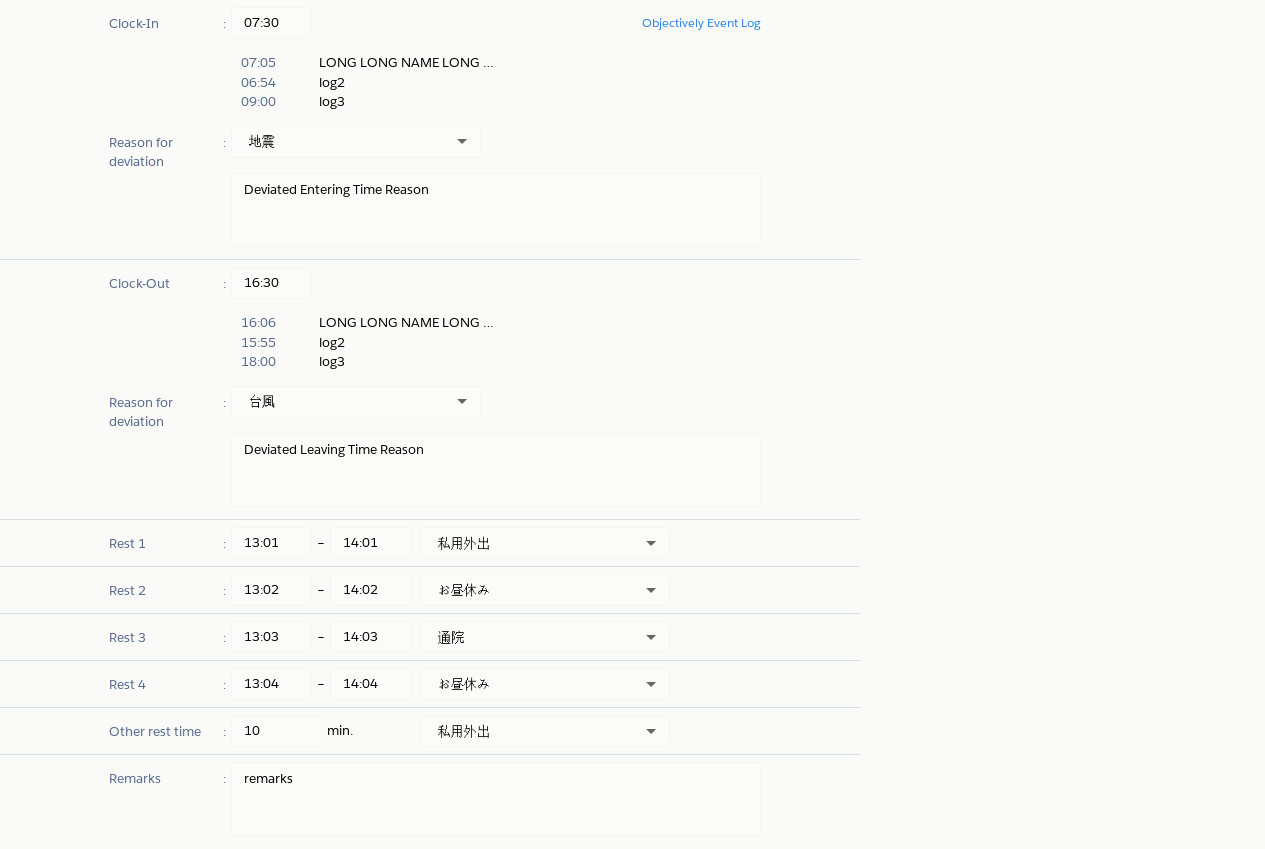 Clock-In : 07:30 Objectively Event Log
07:05 LONG LONG NAME LONG ...
06:54 log2
09:00 log3
Reason for deviation : 地震
Deviated Entering Time Reason
Clock-Out : 16:30
16:06 LONG LONG NAME LONG ...
15:55 log2
18:00 log3
Reason for deviation : 台風
Deviated Leaving Time Reason
Rest 1 : 13:01 – 14:01 私用外出
Rest 2 : 13:02 – 14:02 お昼休み
Rest 3 : 13:03 – 14:03 通院
Rest 4 : 13:04 – 14:04 お昼休み
Other rest time : 10 min. 私用外出
Remarks : remarks